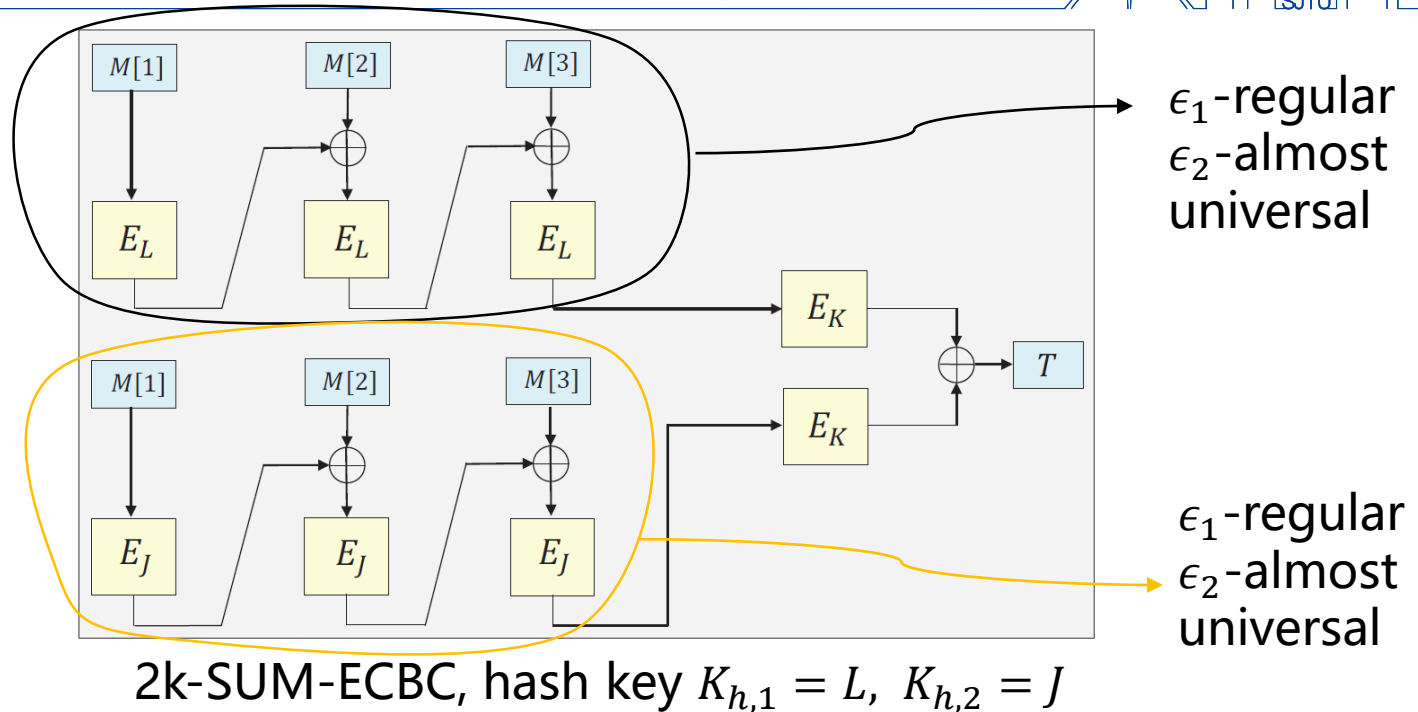 SJTU
M[1] M[2] M[3]
E_L E_L E_L
ϵ₁-regular
ϵ₂-almost
universal
E_K
T
M[1] M[2] M[3]
E_K
E_J E_J E_J
ϵ₁-regular
ϵ₂-almost
universal
2k-SUM-ECBC, hash key K_{h,1} = L, K_{h,2} = J